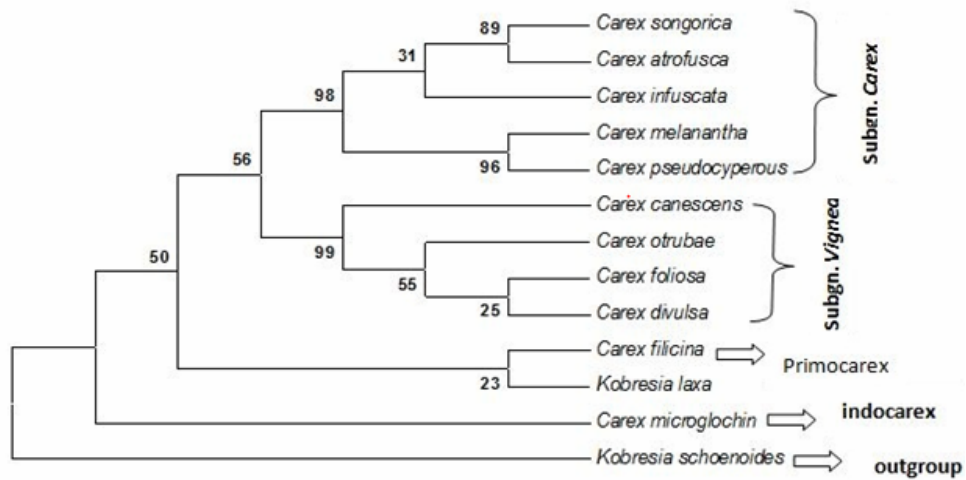 89
Carex songorica
Carex atrofusca
31
Carex infuscata
98
Carex melanantha
96
Carex pseudocyperous
Subgn. Carex
56
Carex canescens
99
Carex otrubae
55
Carex foliosa
25
Carex divulsa
Subgn. Vignea
50
Carex filicina
Primocarex
23
Kobresia laxa
Carex microglochin
indocarex
Kobresia schoenoides
outgroup